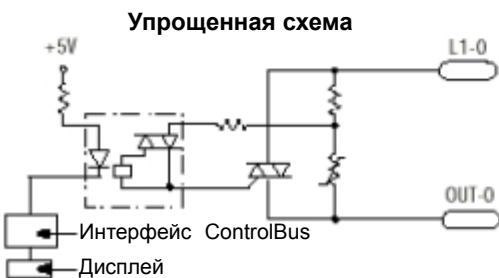 Упрощенная схема
+5V
L1-0
OUT-0
Интерфейс ControlBus
Дисплей